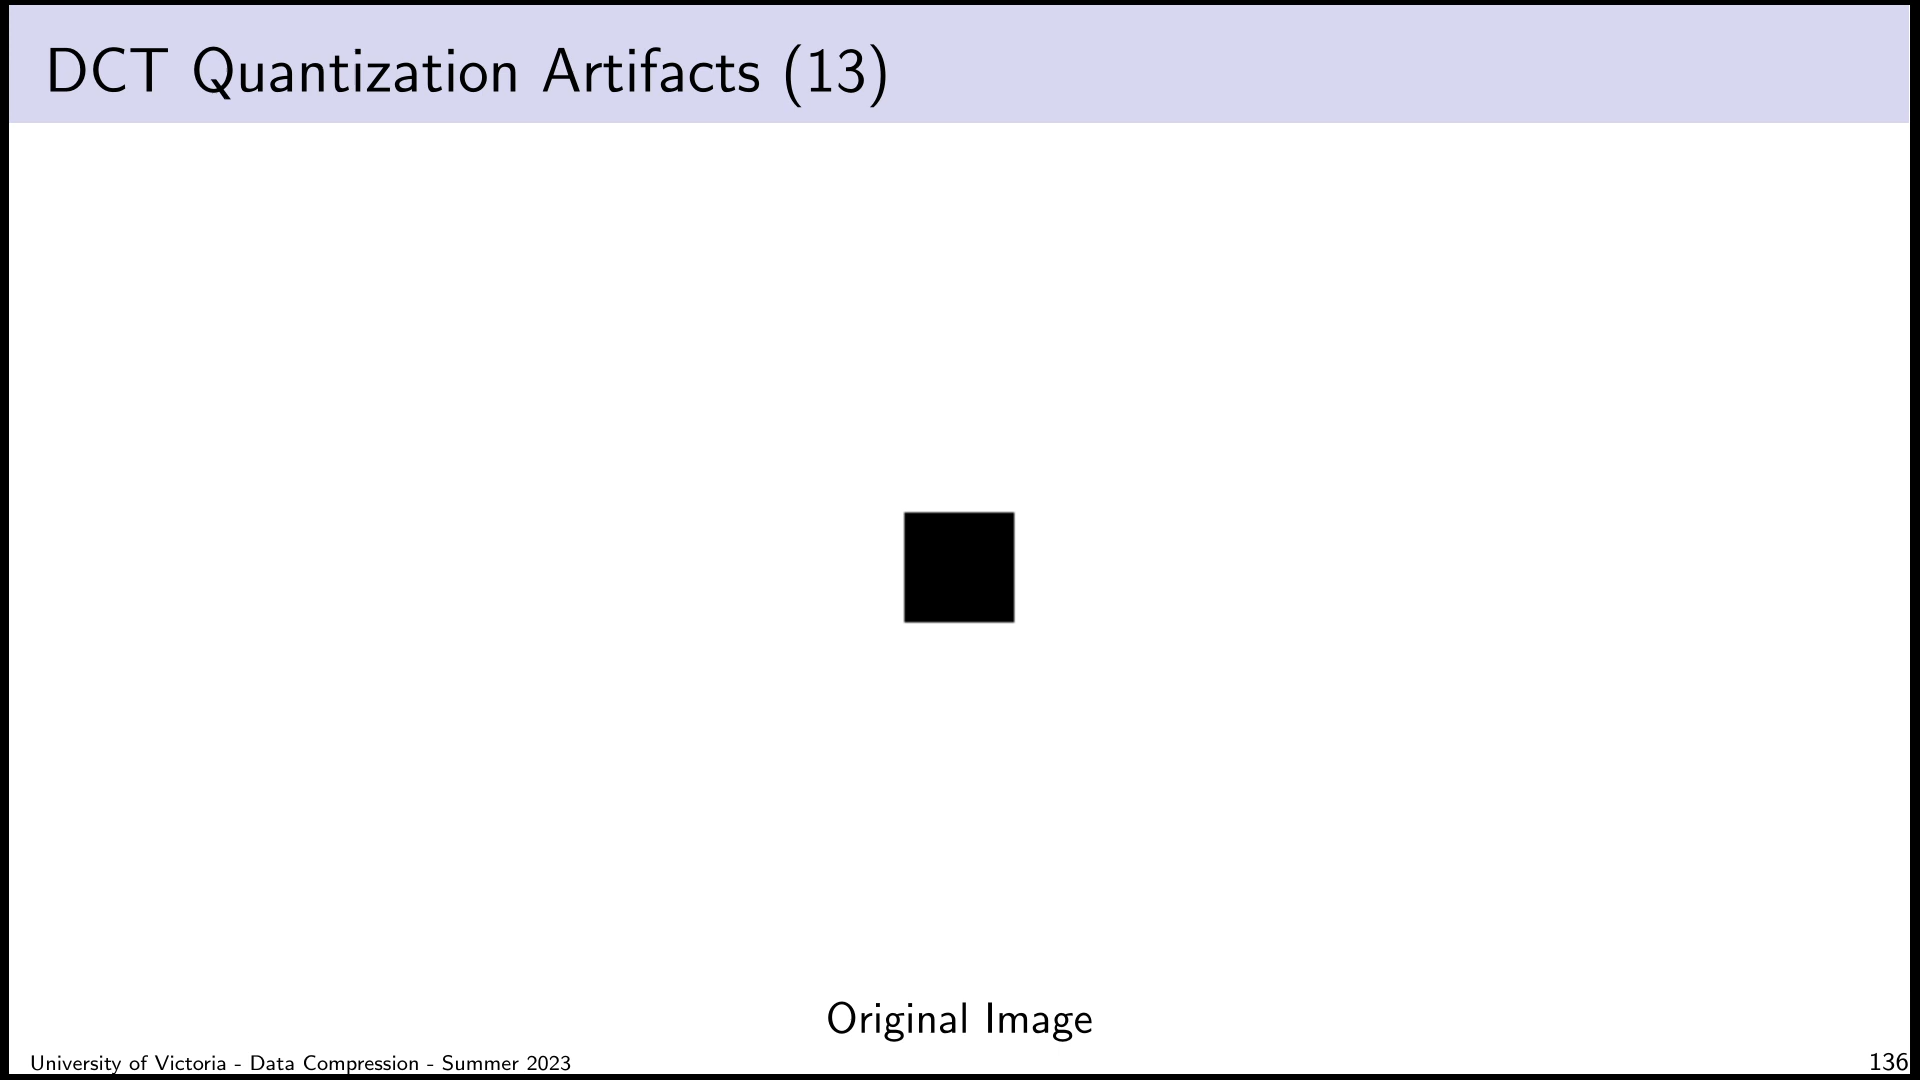 DCT Quantization Artifacts (13)
Original Image
University of Victoria - Data Compression - Summer 2023
136